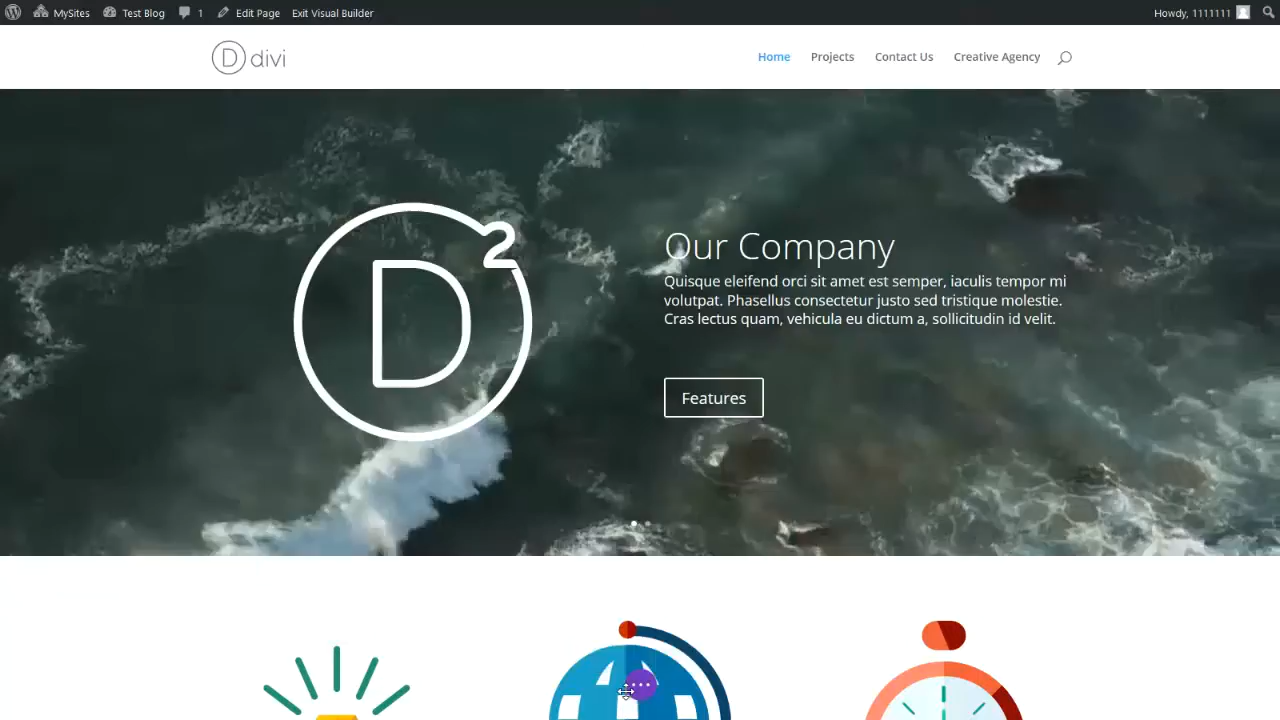 MySites Test Blog 1 Edit Page Exit Visual Builder Howdy, 1111111
D divi Home Projects Contact Us Creative Agency
D 2
Our Company
Quisque eleifend orci sit amet est semper, iaculis tempor mi
volutpat. Phasellus consectetur justo sed tristique molestie.
Cras lectus quam, vehicula eu dictum a, sollicitudin id velit.
Features